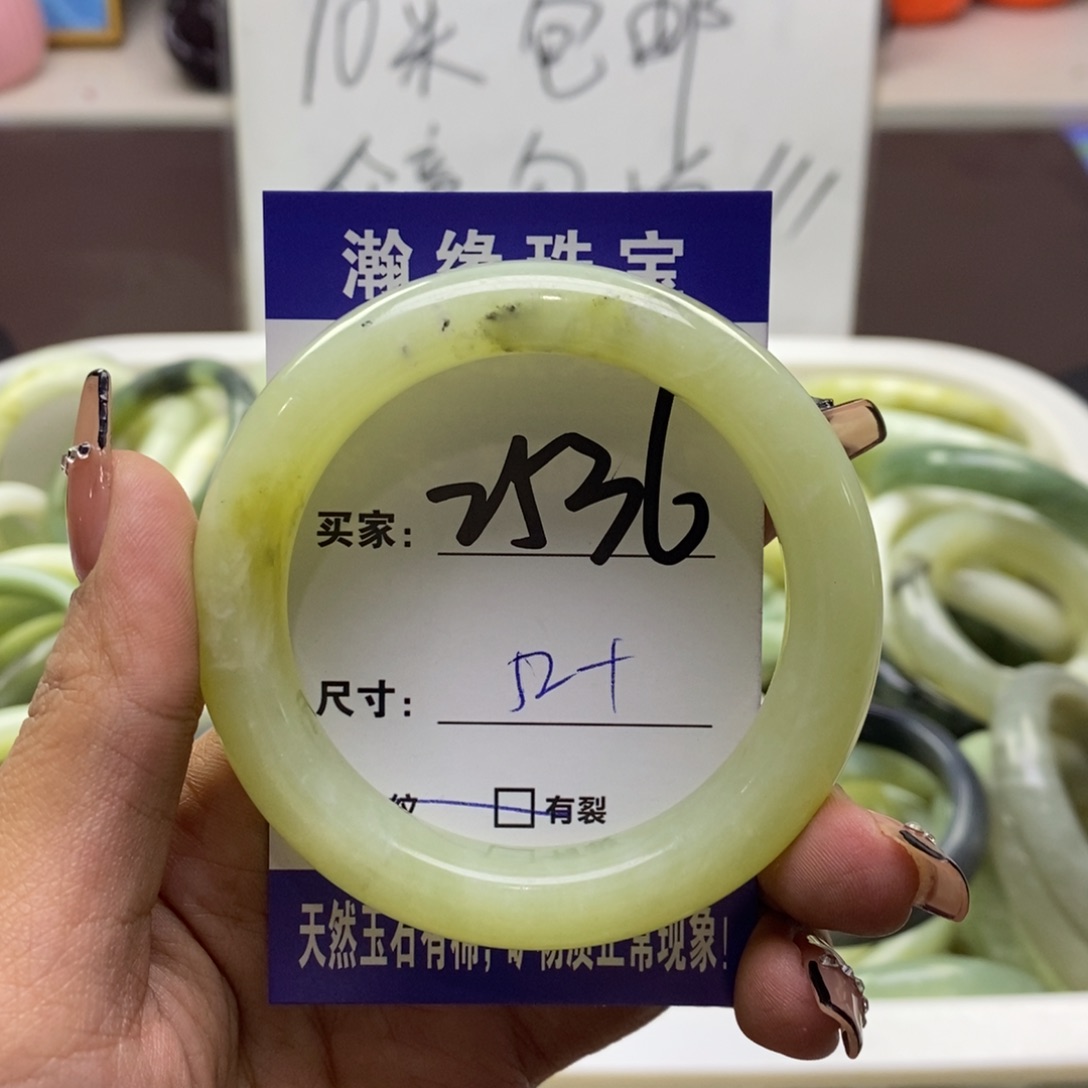 10米包邮
瀚缘珠宝
买家：2536
尺寸：52+
纹 □有裂
天然玉石有棉，矿物质正常现象！